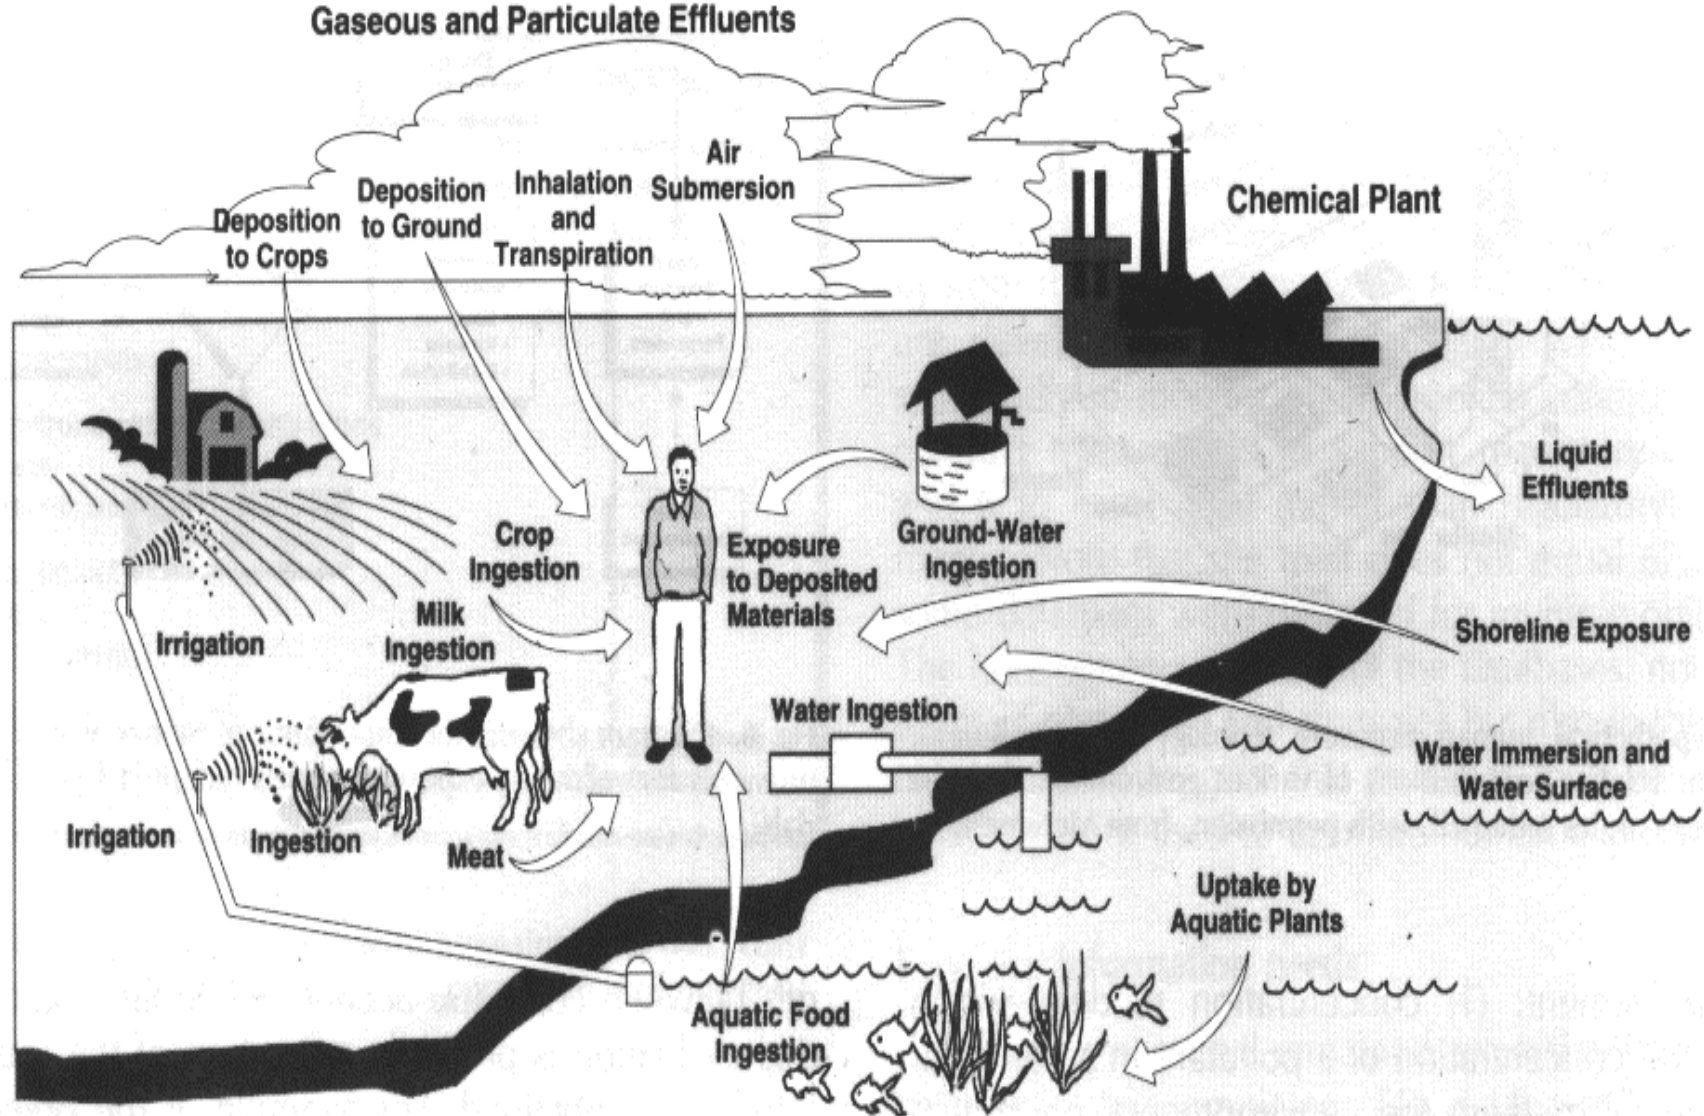 Gaseous and Particulate Effluents
Air
Submersion
Inhalation
and
Transpiration
Deposition
to Ground
Deposition
to Crops
Chemical Plant
Liquid
Effluents
Ground-Water
Ingestion
Crop
Ingestion
Exposure
to Deposited
Materials
Milk
Ingestion
Irrigation
Shoreline Exposure
Water Ingestion
Water Immersion and
Water Surface
Irrigation
Ingestion
Meat
Uptake by
Aquatic Plants
Aquatic Food
Ingestion